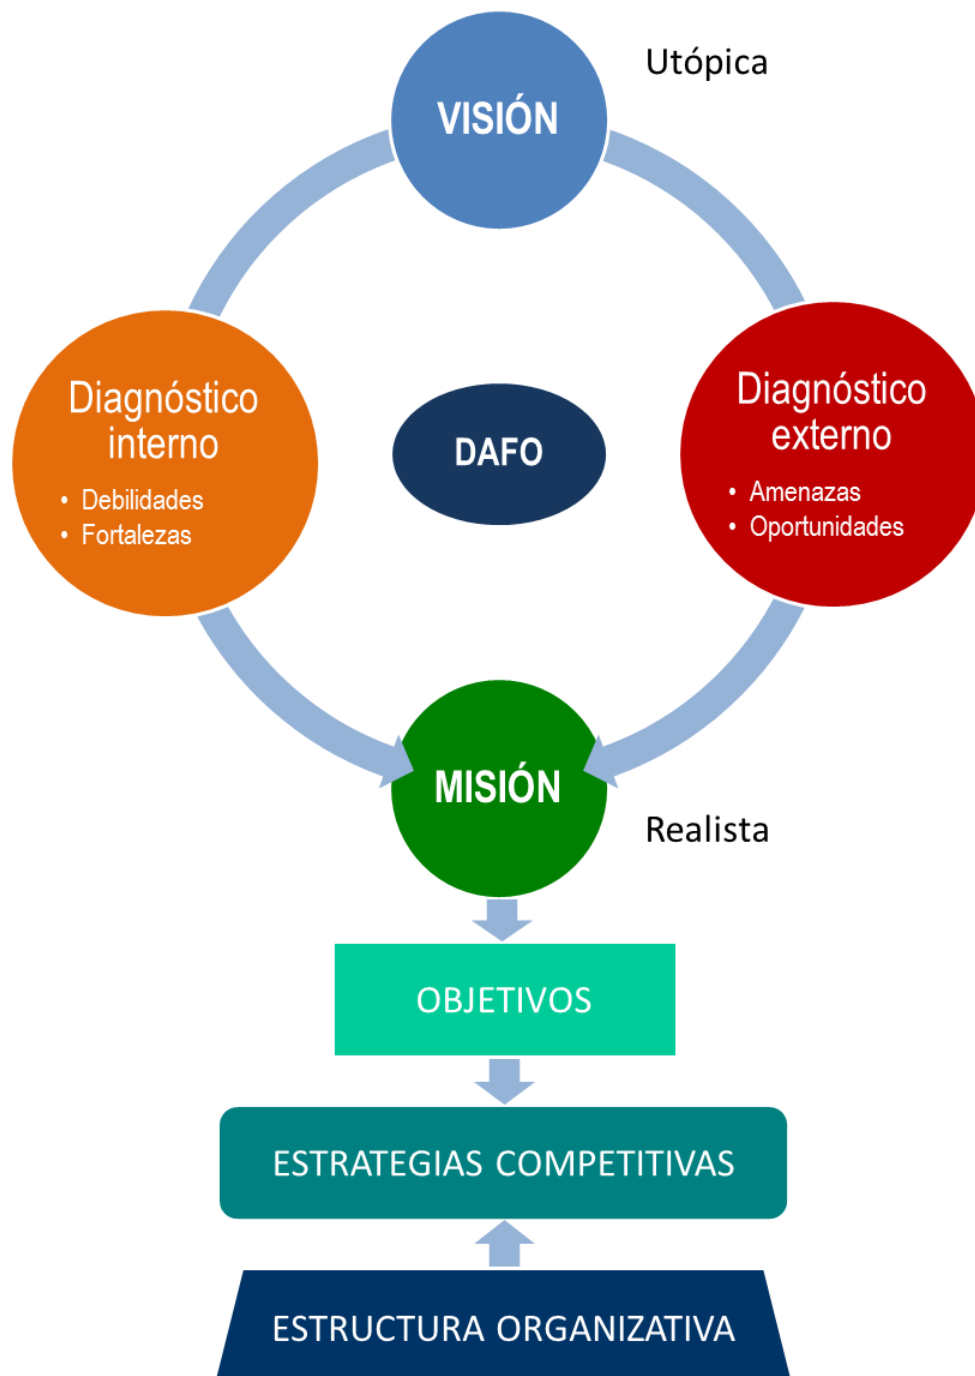 Utópica
VISIÓN
Diagnóstico
interno
• Debilidades
• Fortalezas
DAFO
Diagnóstico
externo
• Amenazas
• Oportunidades
MISIÓN
Realista
OBJETIVOS
ESTRATEGIAS COMPETITIVAS
ESTRUCTURA ORGANIZATIVA